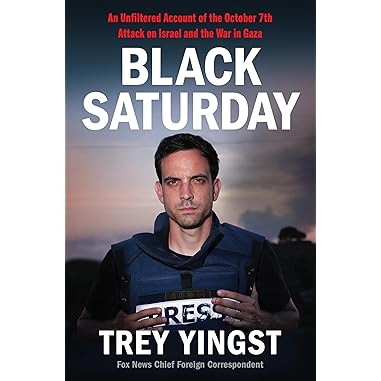 An Unfiltered Account of the October 7th
Attack on Israel and the War in Gaza
BLACK
SATURDAY
PRESS
TREY YINGST
Fox News Chief Foreign Correspondent